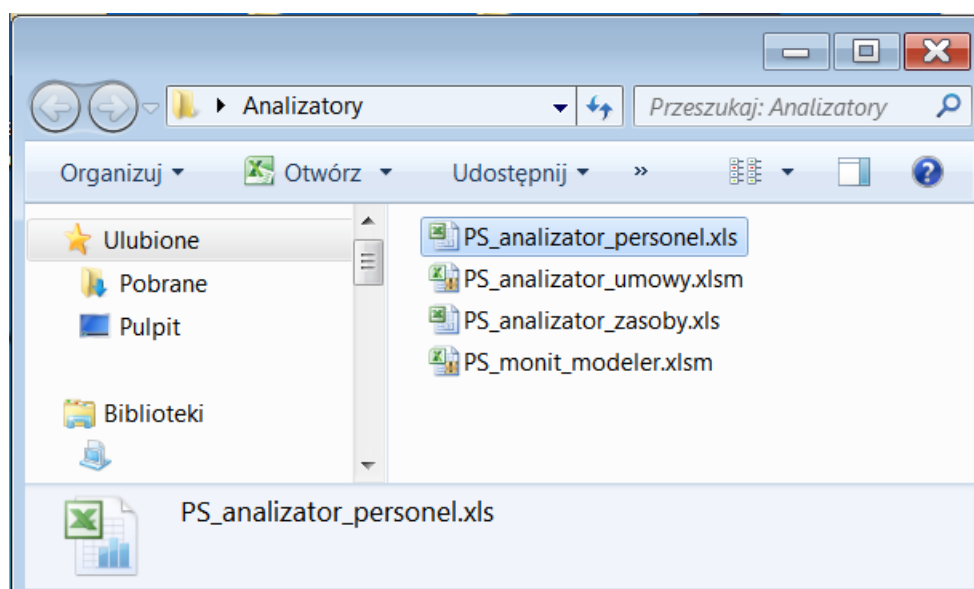 Analizatory
Przeszukaj: Analizatory
Organizuj
Otwórz
Udostępnij
»
Ulubione
Pobrane
Pulpit
Biblioteki
PS_analizator_personel.xls
PS_analizator_umowy.xlsm
PS_analizator_zasoby.xls
PS_monit_modeler.xlsm
PS_analizator_personel.xls